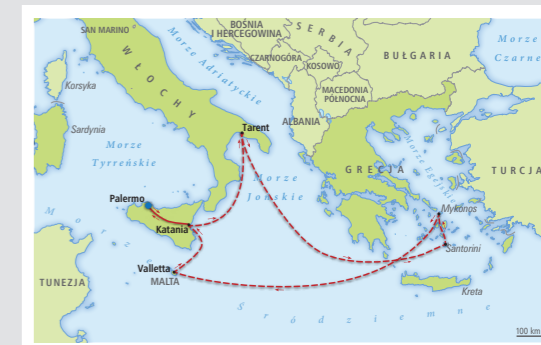 SAN MARINO
BOŚNIA
I HERCEGOWINA
SERBIA
CZARNOGÓRA
KOSOWO
BUŁGARIA
Morze
Czarne
MACEDONIA
PÓŁNOCNA
WŁOCHY
Morze Adriatyckie
Korsyka
Sardynia
ALBANIA
Tarent
Morze
Tyrreńskie
Morze
Jońskie
GRECJA
Morze Egejskie
TURCJA
Palermo
Katania
Mykonos
Santorini
Valletta
MALTA
TUNEZJA
Kreta
Morze
Śródziemne
100 km